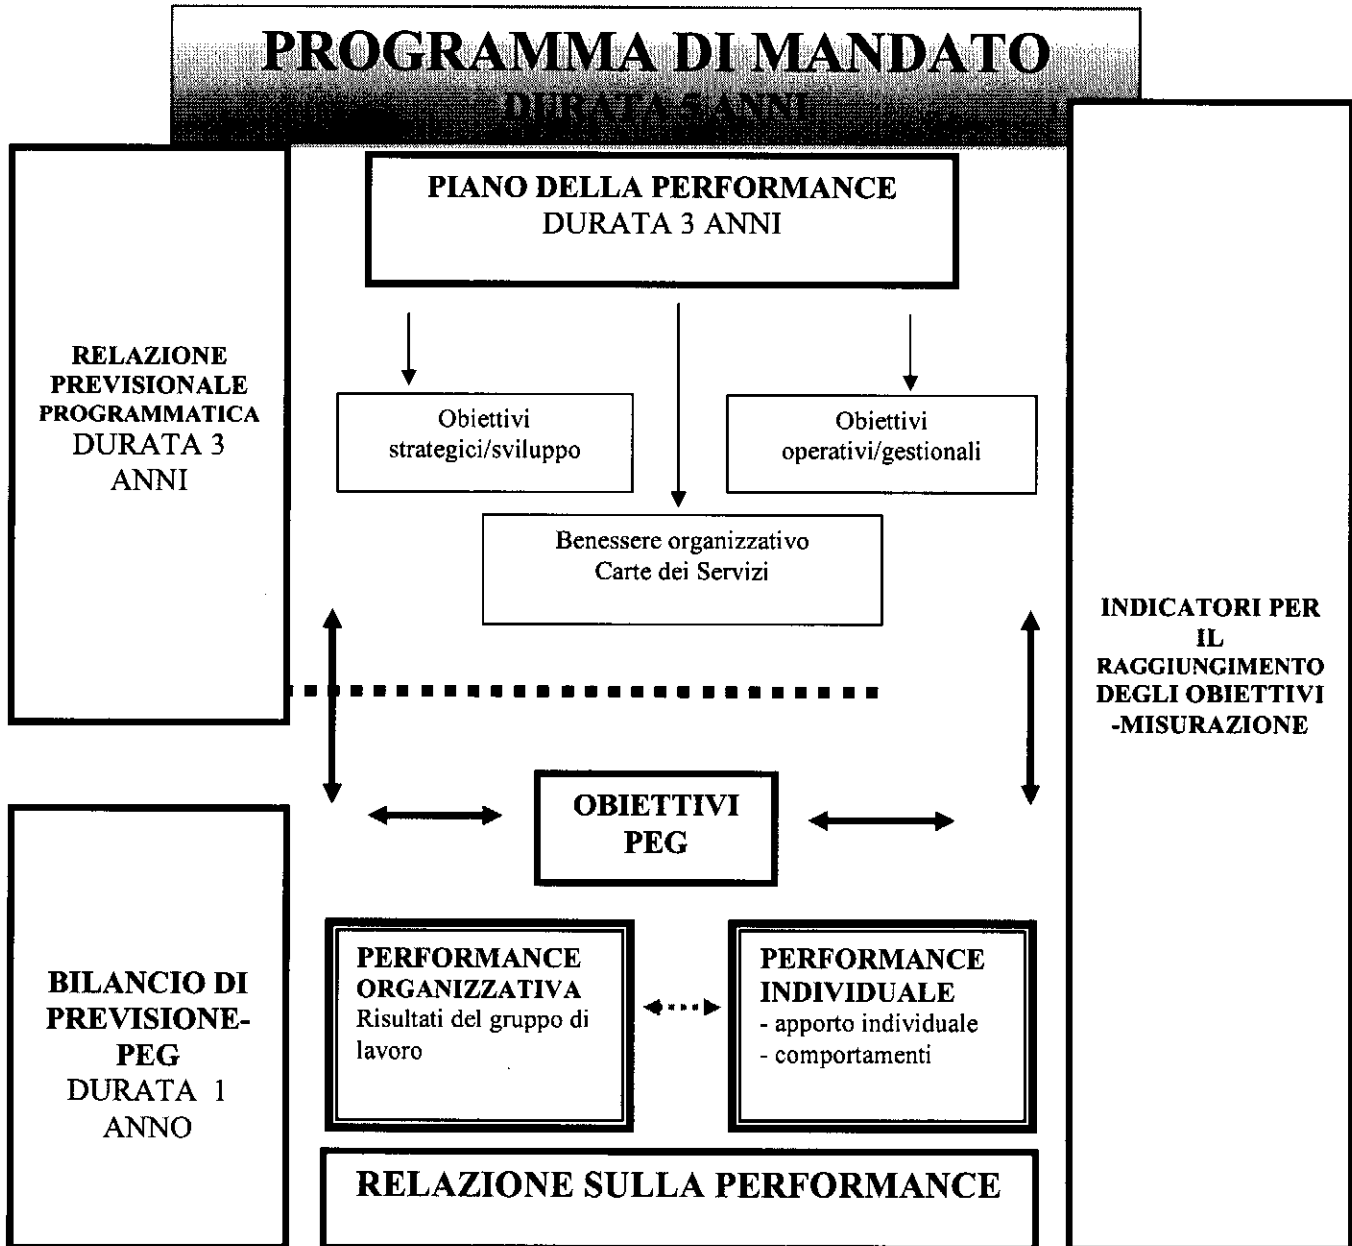 PROGRAMMA DI MANDATO
DURATA 5 ANNI
PIANO DELLA PERFORMANCE
DURATA 3 ANNI
RELAZIONE
PREVISIONALE
PROGRAMMATICA
DURATA 3
ANNI
Obiettivi
strategici/sviluppo
Obiettivi
operativi/gestionali
Benessere organizzativo
Carte dei Servizi
INDICATORI PER
IL
RAGGIUNGIMENTO
DEGLI OBIETTIVI
-MISURAZIONE
OBIETTIVI
PEG
BILANCIO DI
PREVISIONE-
PEG
DURATA 1
ANNO
PERFORMANCE
ORGANIZZATIVA
Risultati del gruppo di
lavoro
PERFORMANCE
INDIVIDUALE
- apporto individuale
- comportamenti
RELAZIONE SULLA PERFORMANCE